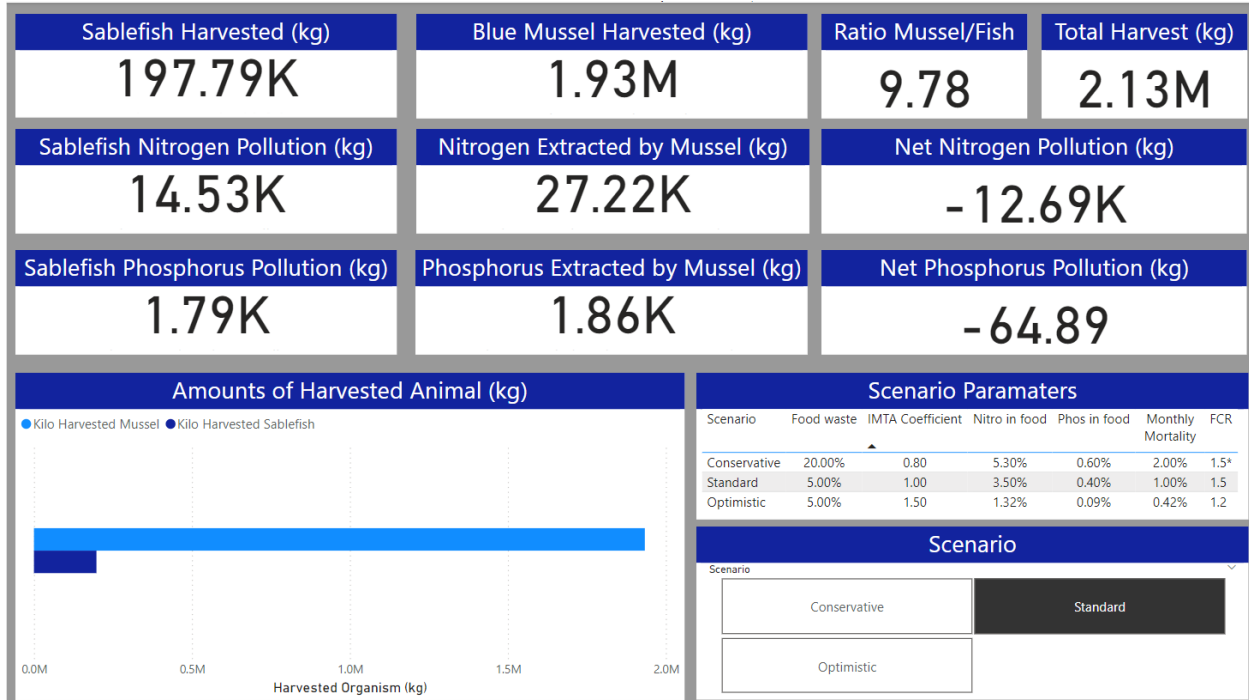 Sablefish Harvested (kg)
197.79K
Blue Mussel Harvested (kg)
1.93M
Ratio Mussel/Fish
9.78
Total Harvest (kg)
2.13M
Sablefish Nitrogen Pollution (kg)
14.53K
Nitrogen Extracted by Mussel (kg)
27.22K
Net Nitrogen Pollution (kg)
-12.69K
Sablefish Phosphorus Pollution (kg)
1.79K
Phosphorus Extracted by Mussel (kg)
1.86K
Net Phosphorus Pollution (kg)
-64.89
Amounts of Harvested Animal (kg)
Kilo Harvested Mussel Kilo Harvested Sablefish
0.0M 0.5M 1.0M 1.5M 2.0M
Harvested Organism (kg)
Scenario Paramaters
Scenario Food waste IMTA Coefficient Nitro in food Phos in food Monthly Mortality FCR
Conservative 20.00% 0.80 5.30% 0.60% 2.00% 1.5*
Standard 5.00% 1.00 3.50% 0.40% 1.00% 1.5
Optimistic 5.00% 1.50 1.32% 0.09% 0.42% 1.2
Scenario
Scenario
Conservative
Standard
Optimistic